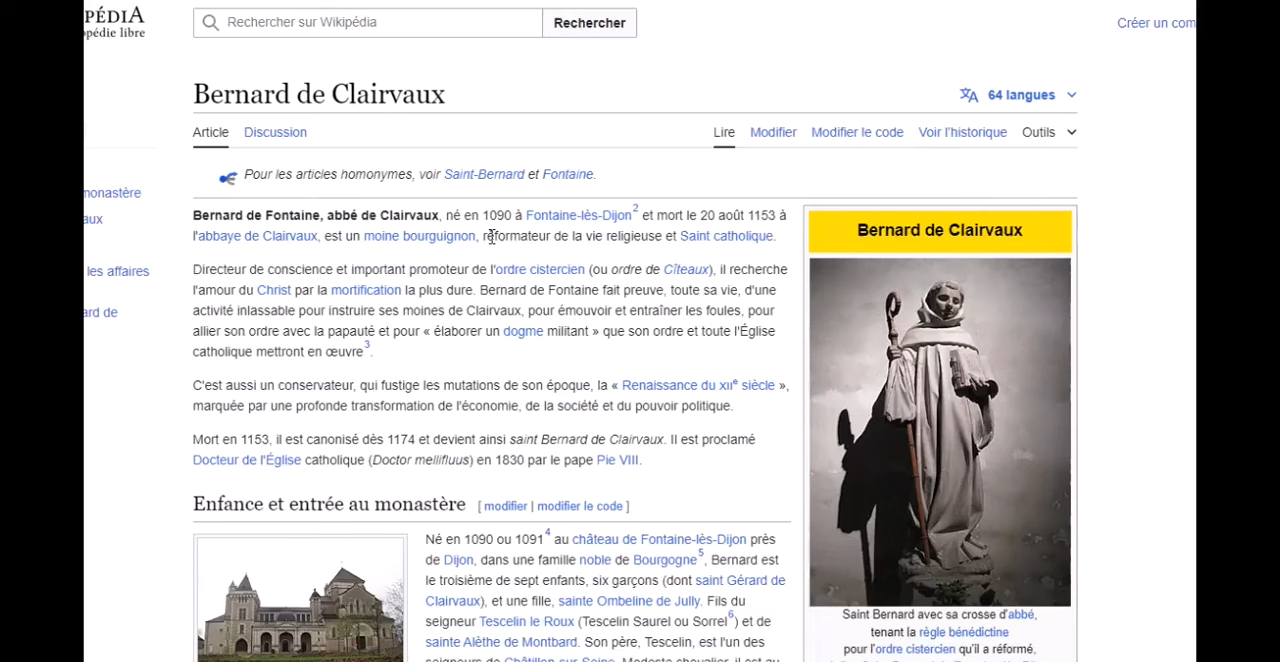 PÉDIA
opédie libre
Rechercher sur Wikipédia
Rechercher
Créer un com
Bernard de Clairvaux
64 langues
Article Discussion
Lire Modifier Modifier le code Voir l'historique Outils
Pour les articles homonymes, voir Saint-Bernard et Fontaine.
monastère
aux
les affaires
ard de
Bernard de Fontaine, abbé de Clairvaux, né en 1090 à Fontaine-lès-Dijon2 et mort le 20 août 1153 à
l'abbaye de Clairvaux, est un moine bourguignon, réformateur de la vie religieuse et Saint catholique.
Directeur de conscience et important promoteur de l'ordre cistercien (ou ordre de Cîteaux), il recherche
l'amour du Christ par la mortification la plus dure. Bernard de Fontaine fait preuve, toute sa vie, d'une
activité inlassable pour instruire ses moines de Clairvaux, pour émouvoir et entraîner les foules, pour
allier son ordre avec la papauté et pour « élaborer un dogme militant » que son ordre et toute l'Église
catholique mettront en œuvre3.
C'est aussi un conservateur, qui fustige les mutations de son époque, la « Renaissance du XIIe siècle »,
marquée par une profonde transformation de l'économie, de la société et du pouvoir politique.
Mort en 1153, il est canonisé dès 1174 et devient ainsi saint Bernard de Clairvaux. Il est proclamé
Docteur de l'Église catholique (Doctor mellifluus) en 1830 par le pape Pie VIII.
Enfance et entrée au monastère [ modifier | modifier le code ]
Né en 1090 ou 10914 au château de Fontaine-lès-Dijon près
de Dijon, dans une famille noble de Bourgogne5, Bernard est
le troisième de sept enfants, six garçons (dont saint Gérard de
Clairvaux), et une fille, sainte Ombeline de Jully. Fils du
seigneur Tescelin le Roux (Tescelin Saurel ou Sorrel6) et de
sainte Alèthe de Montbard. Son père, Tescelin, est l'un des
seigneurs de Châtillon-sur-Seine. Modeste chevalier, il est au
Bernard de Clairvaux
Saint Bernard avec sa crosse d'abbé,
tenant la règle bénédictine
pour l'ordre cistercien qu'il a réformé,